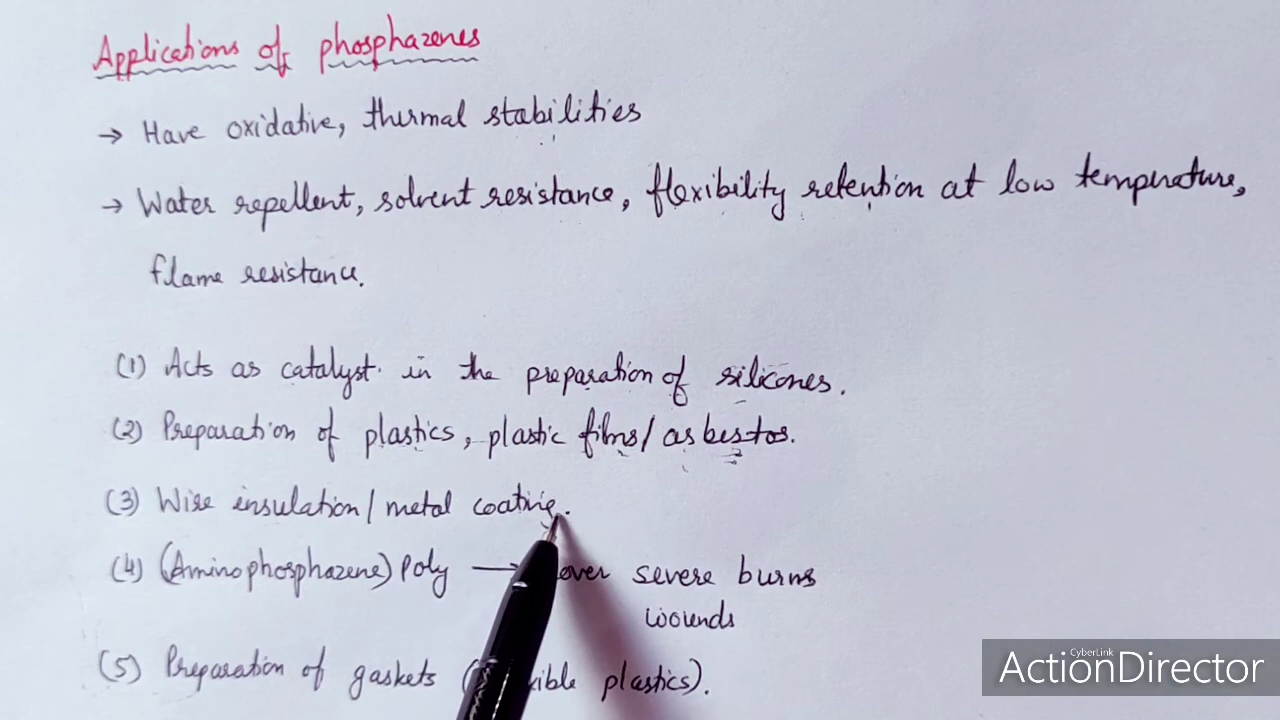 Applications of phosphazenes
→ Have oxidative, thermal stabilities
→ Water repellent, solvent resistance, flexibility retention at low temperature,
flame resistance.
(1) Acts as catalyst in the preparation of silicones.
(2) Preparation of plastics, plastic films/asbestos.
(3) Wire insulation/metal coating.
(4) (Aminophosphazene) Poly → over severe burns
wounds
(5) Preparation of gaskets ( ible plastics).
CyberLink
ActionDirector